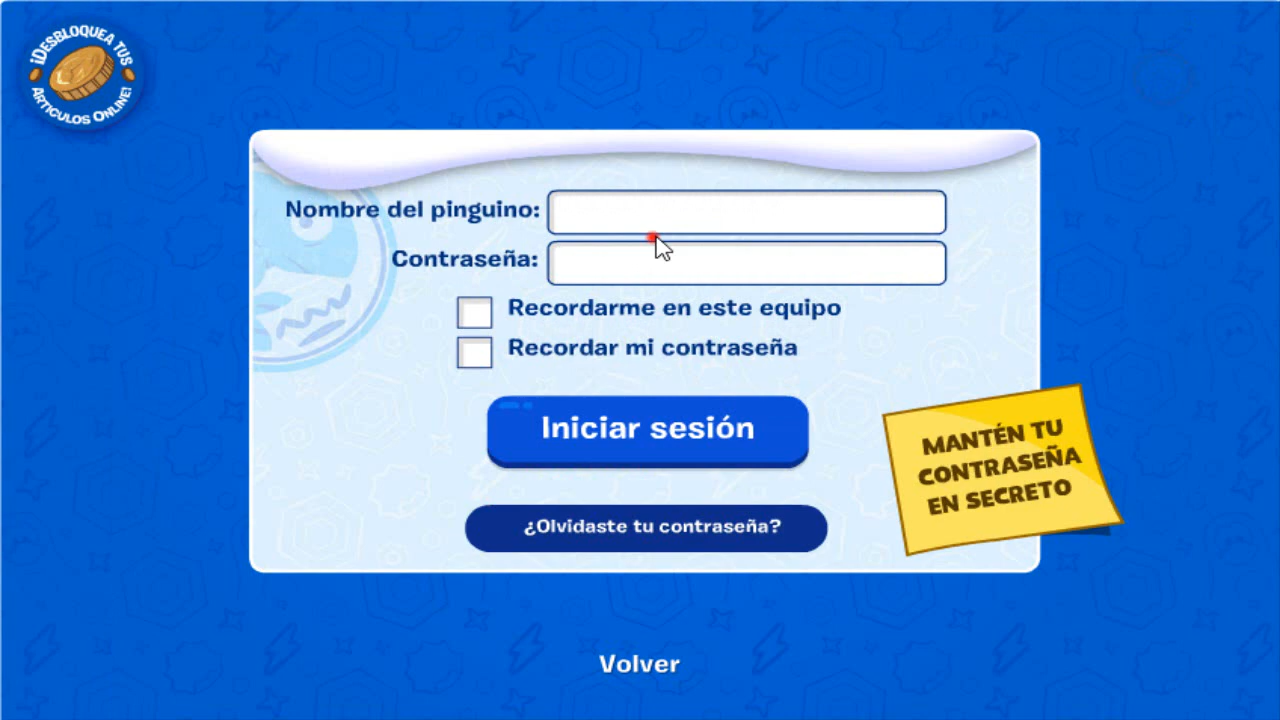 ¡DESBLOQUEA TUS
ARTICULOS ONLINE!
Nombre del pinguino:
Contraseña:
Recordarme en este equipo
Recordar mi contraseña
Iniciar sesión
MANTÉN TU
CONTRASEÑA
EN SECRETO
¿Olvidaste tu contraseña?
Volver